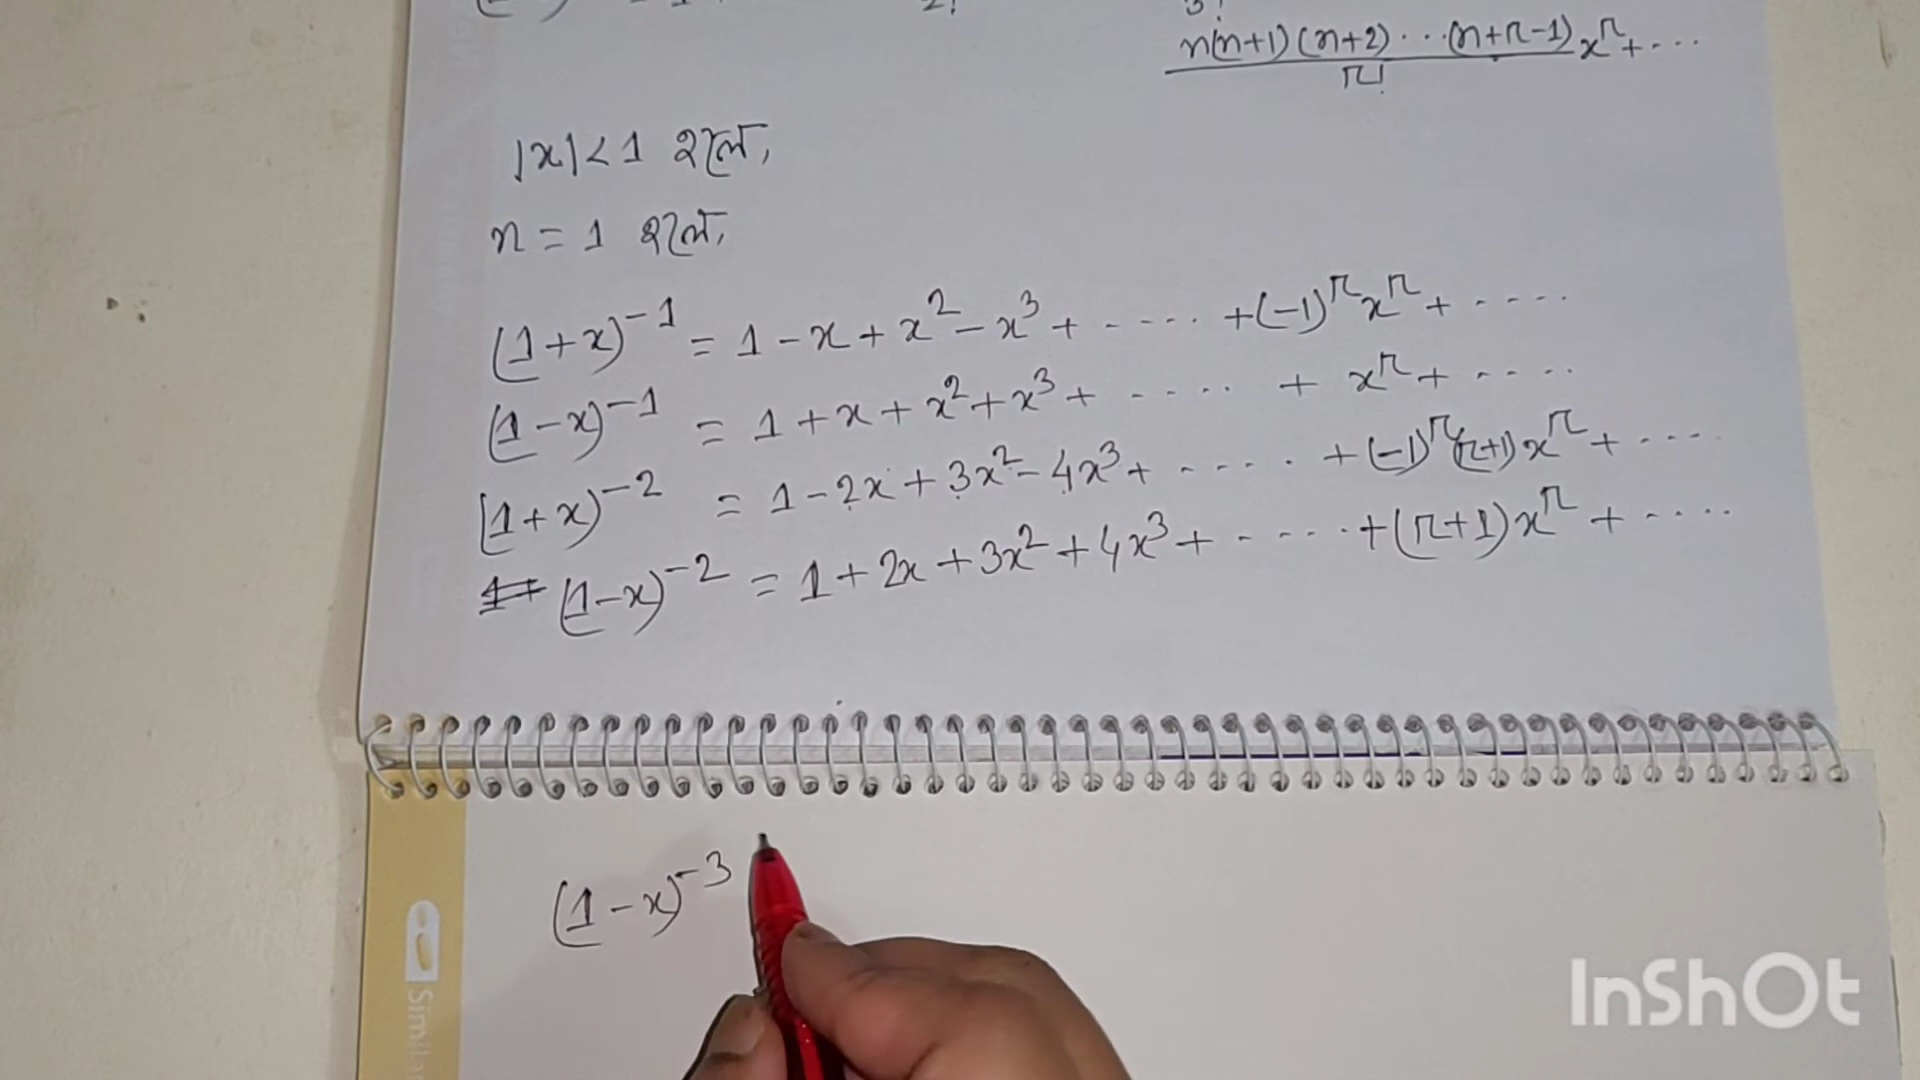 2!
3!
n(n+1)(n+2)...(n+r-1)/r! x^r + ...
|x|<1 হলে,
n = 1 হলে,
(1+x)^-1 = 1 - x + x^2 - x^3 + ..... + (-1)^r x^r + ....
(1-x)^-1 = 1 + x + x^2 + x^3 + ..... + x^r + ....
(1+x)^-2 = 1 - 2x + 3x^2 - 4x^3 + ..... + (-1)^r (r+1) x^r + ....
(1-x)^-2 = 1 + 2x + 3x^2 + 4x^3 + ..... + (r+1) x^r + ....
(1-x)^-3
InShOt